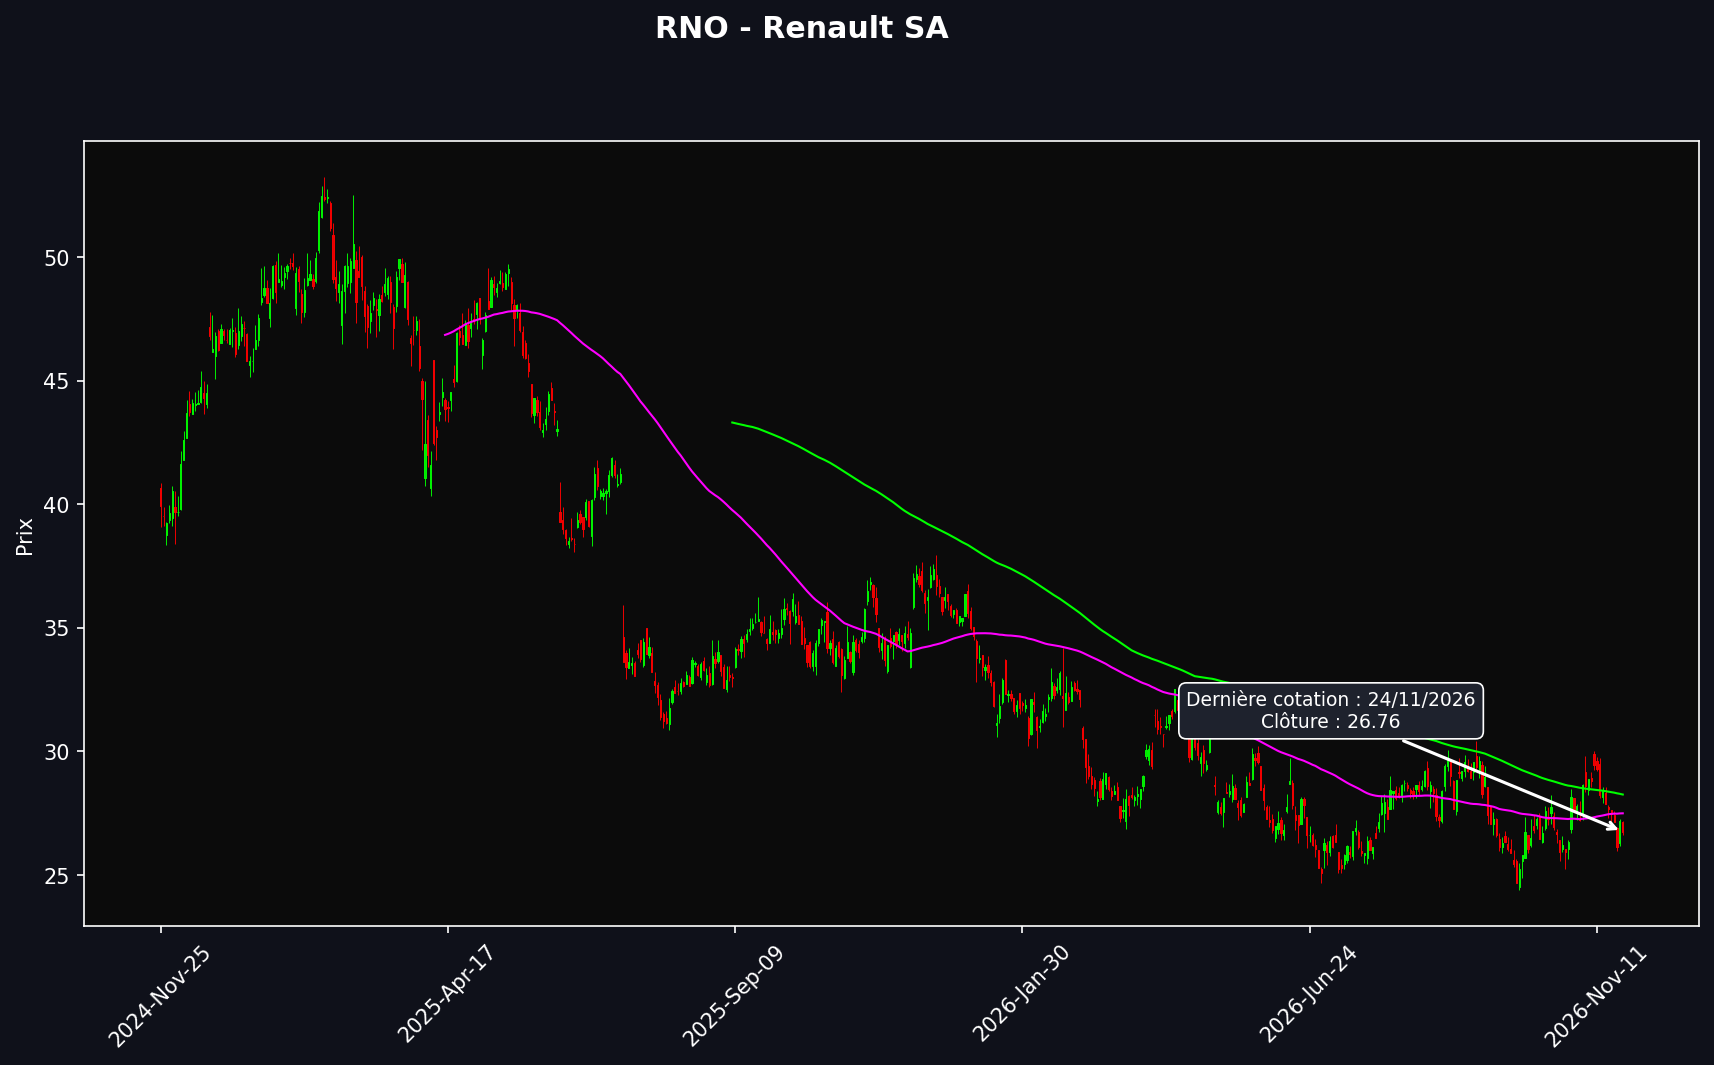 RNO - Renault SA
Prix
50
45
40
35
30
25
Dernière cotation : 24/11/2026
Clôture : 26.76
2024-Nov-25
2025-Apr-17
2025-Sep-09
2026-Jan-30
2026-Jun-24
2026-Nov-11